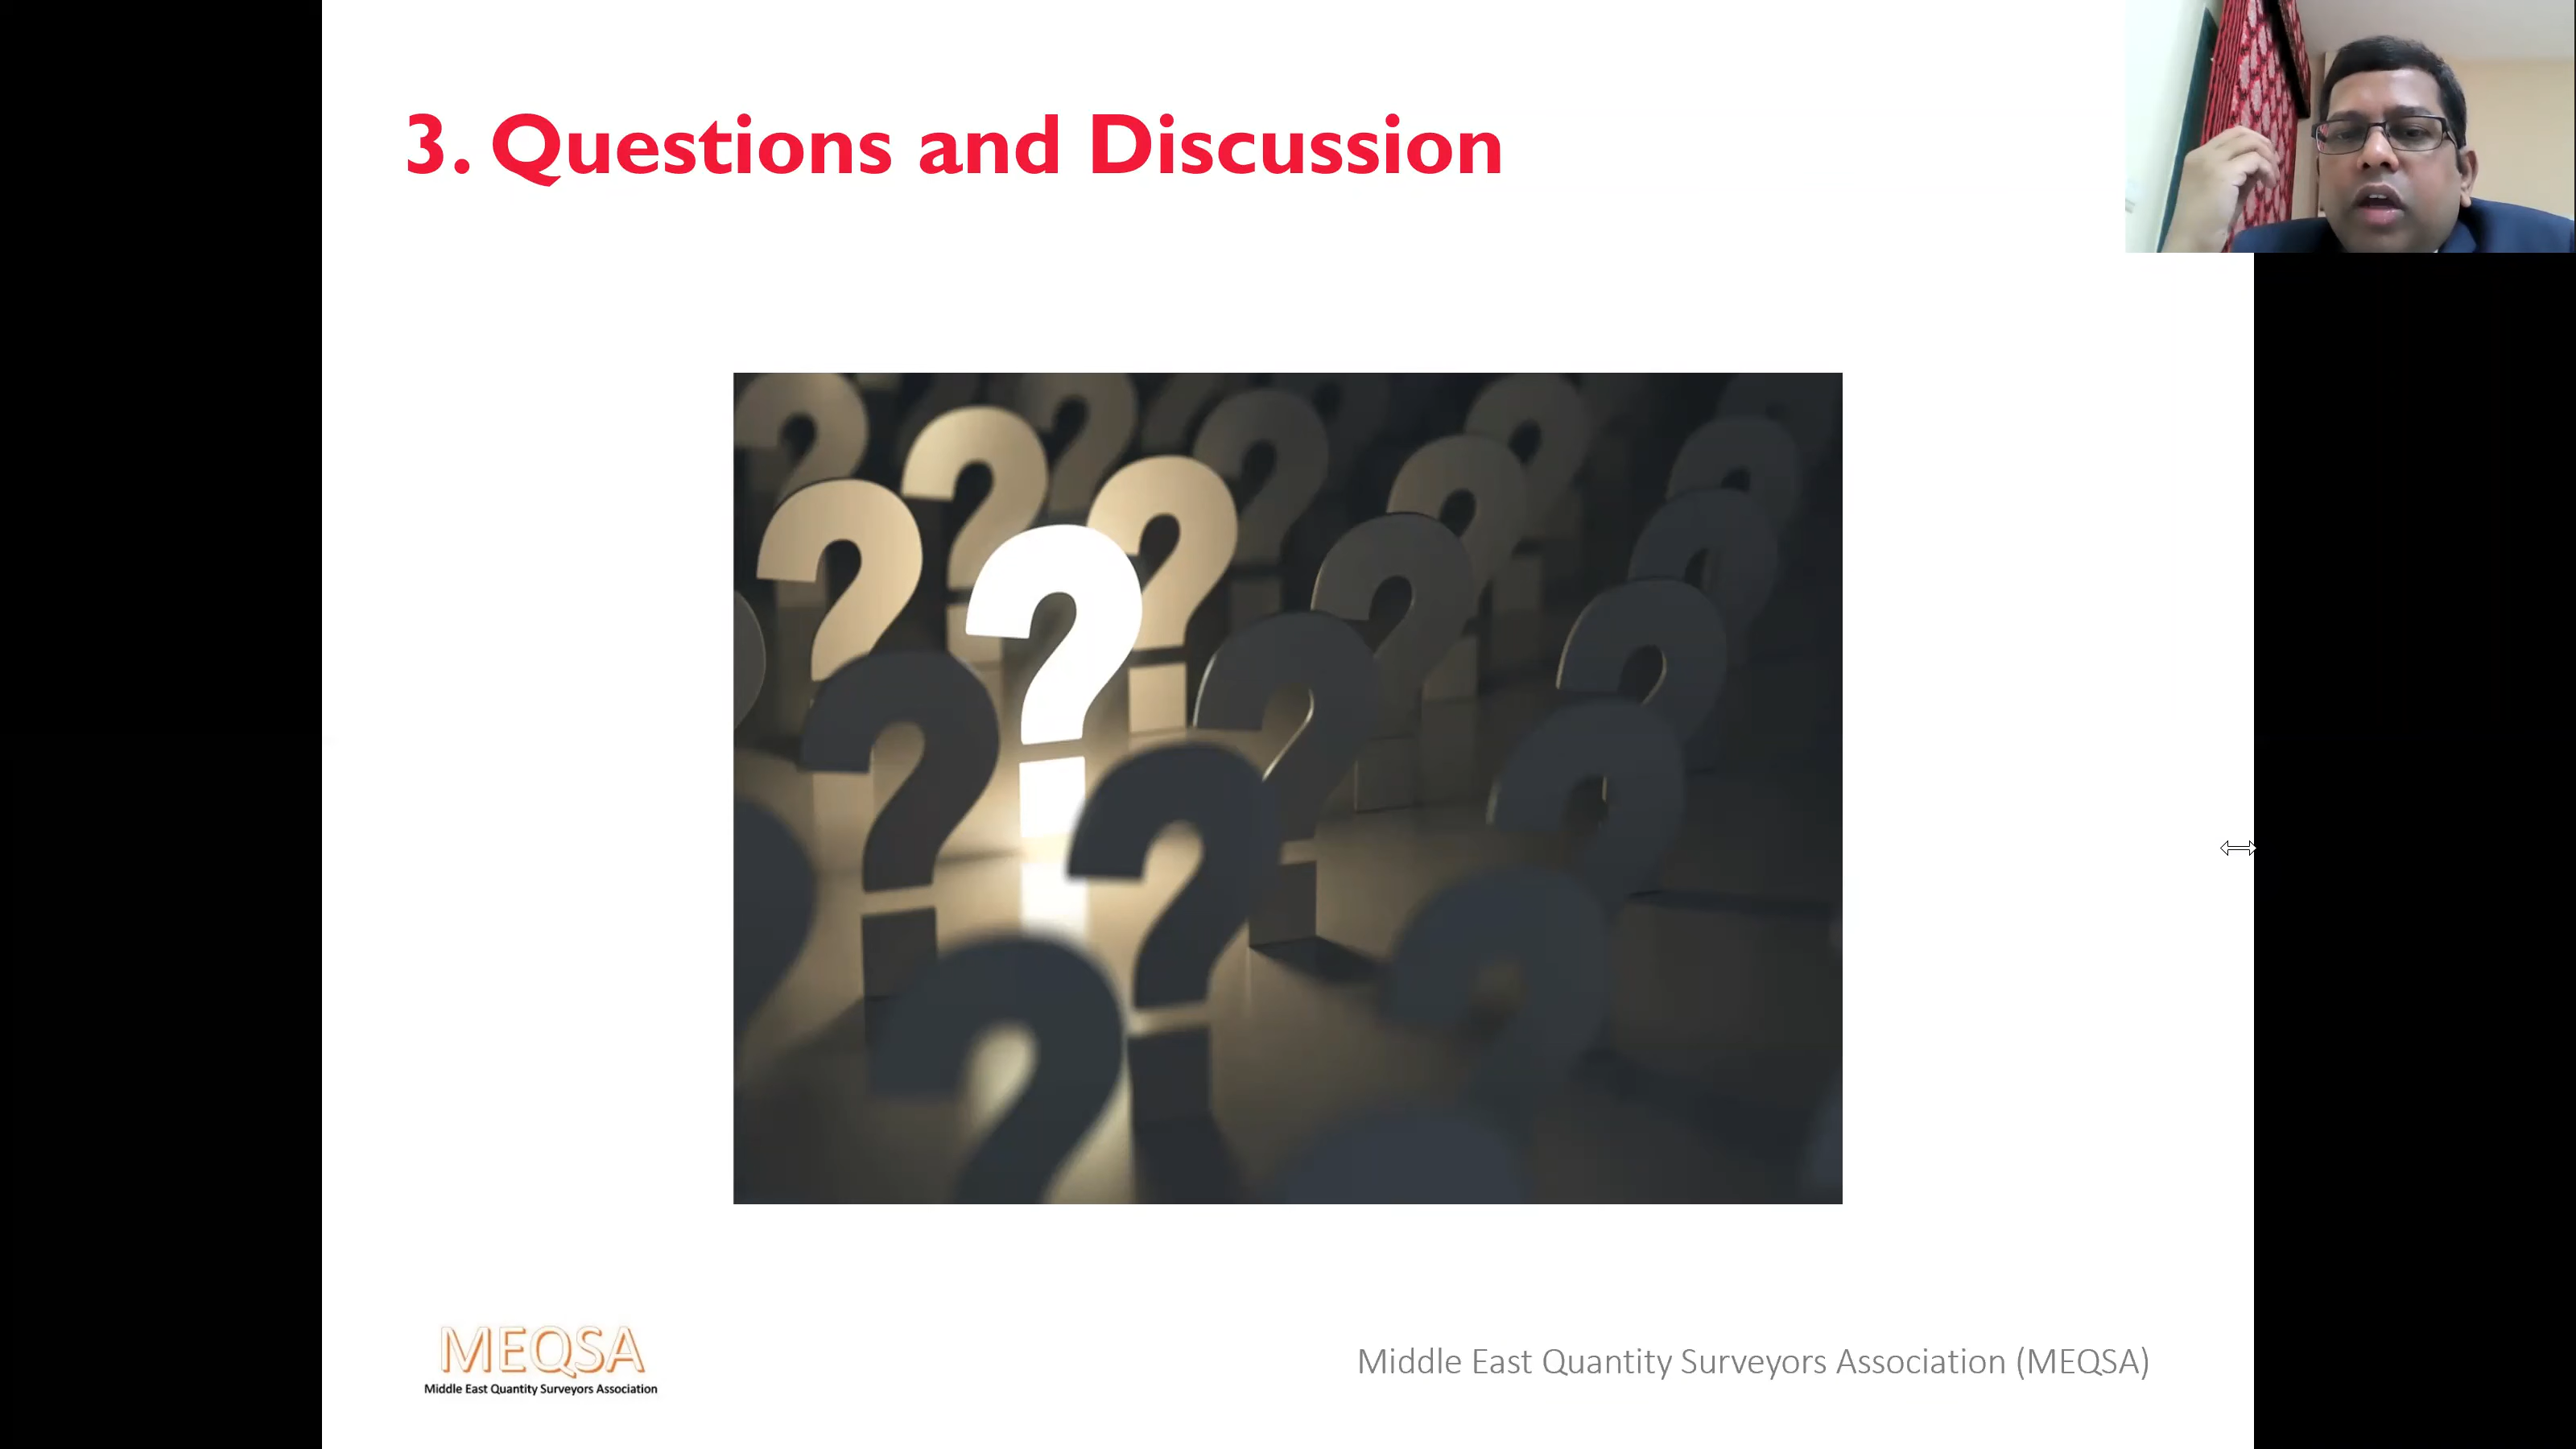 3. Questions and Discussion
MEQSA
Middle East Quantity Surveyors Association
Middle East Quantity Surveyors Association (MEQSA)